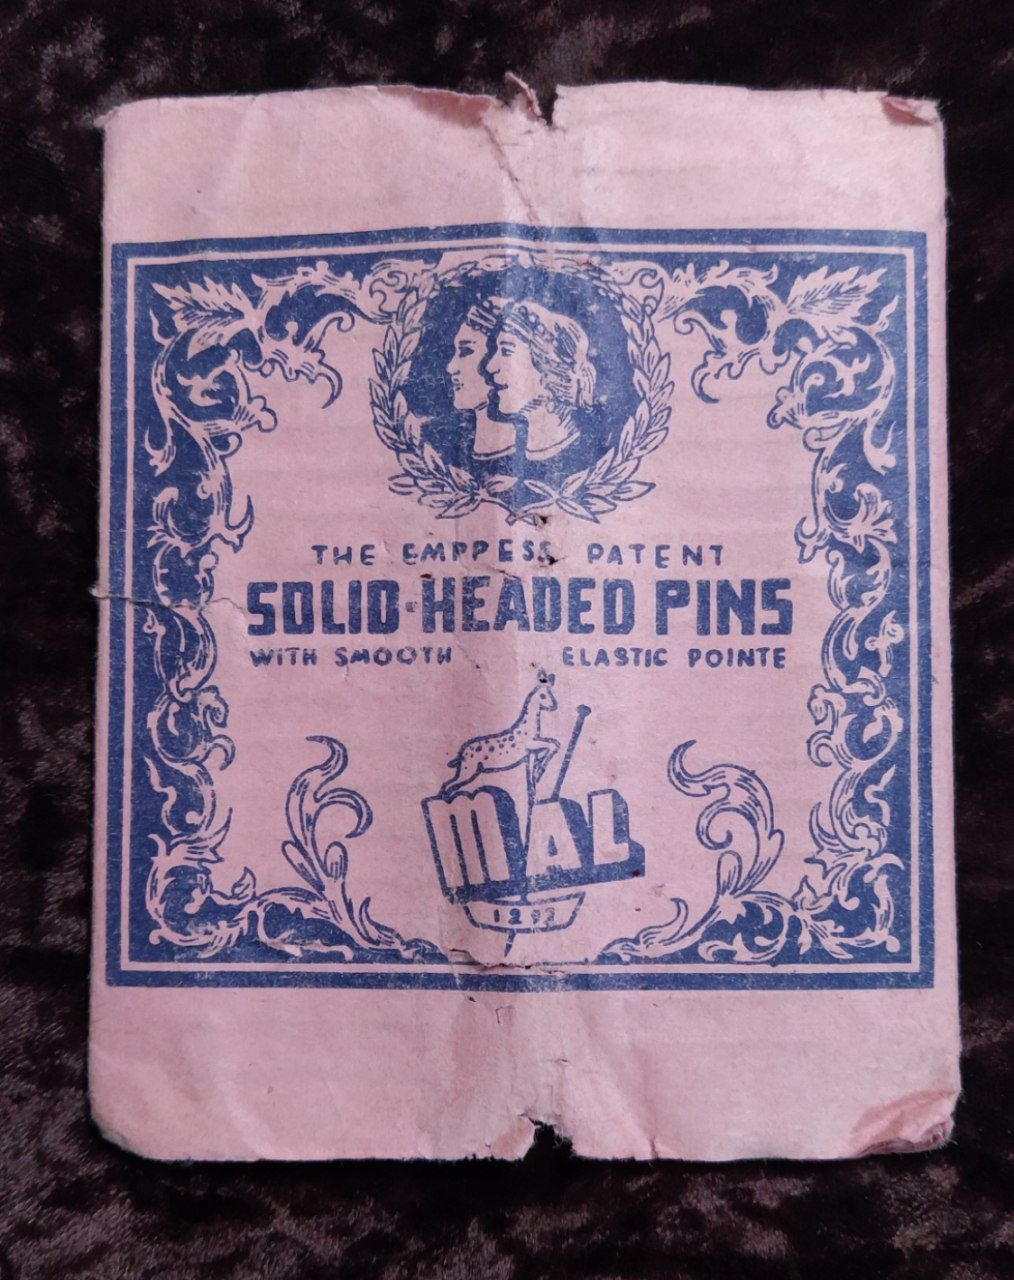 THE EMPPESS PATENT
SOLID-HEADED PINS
WITH SMOOTH ELASTIC POINTE
MAL
1292